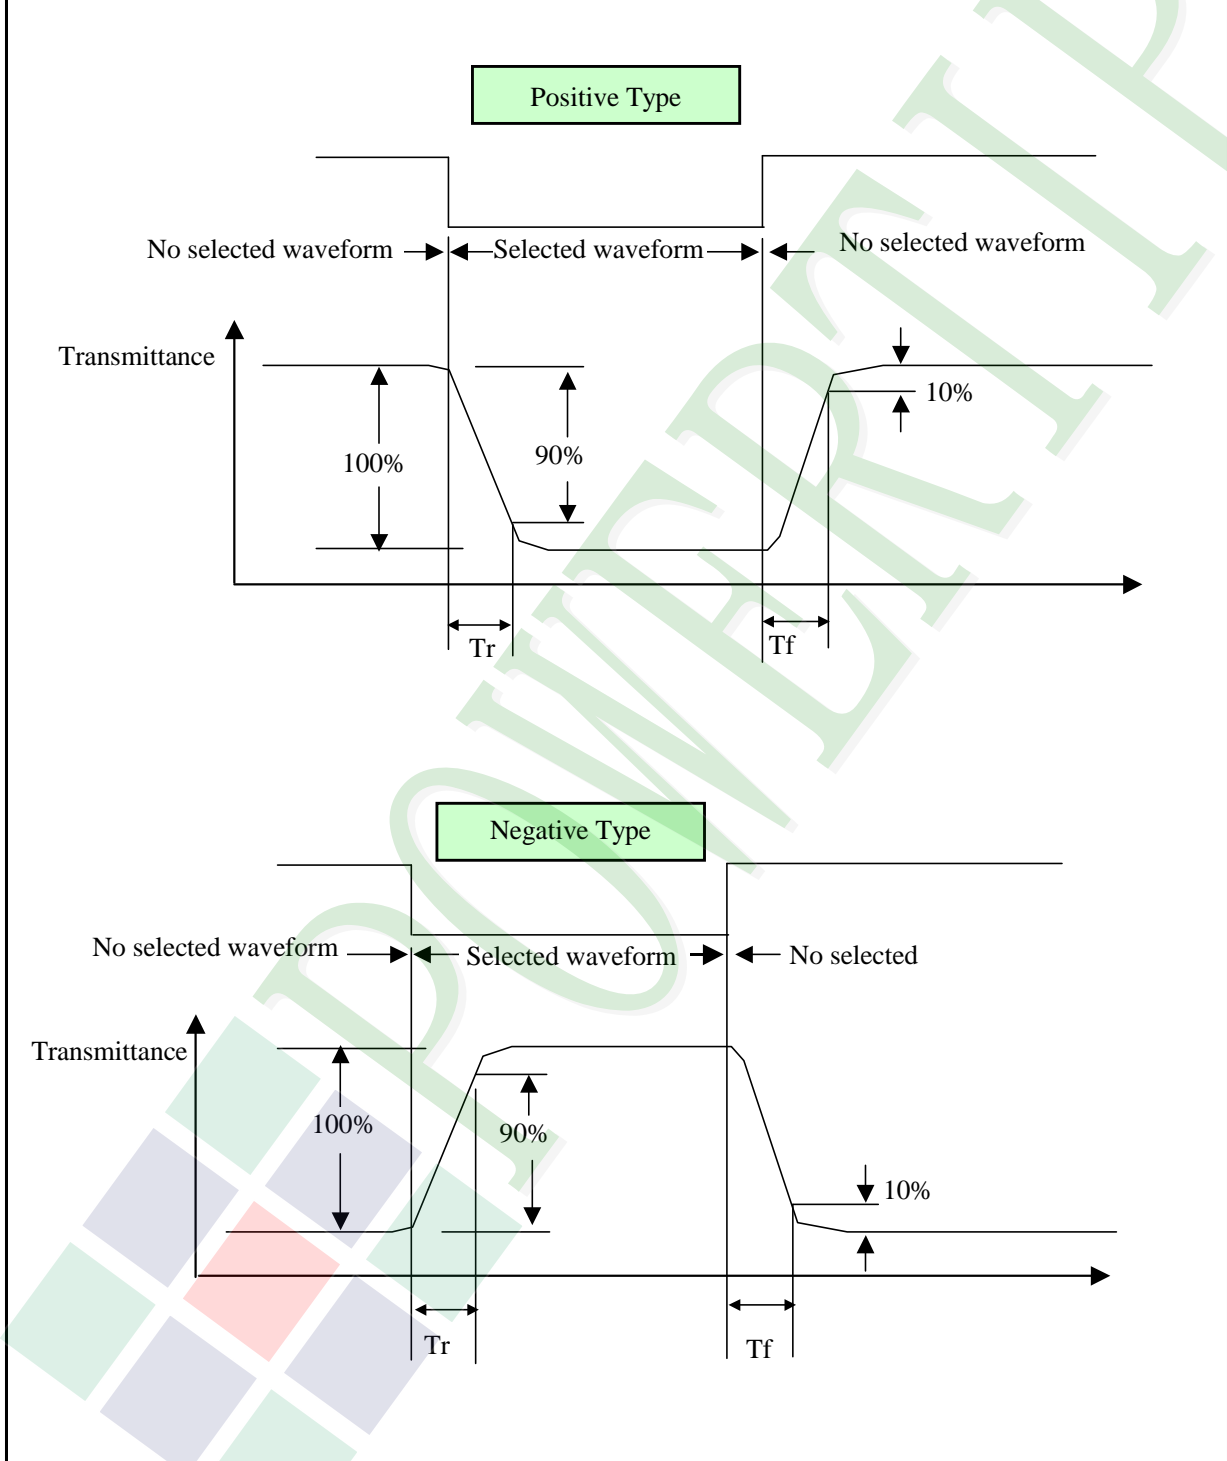 Positive Type
No selected waveform
Selected waveform
No selected waveform
Transmittance
10%
100%
90%
Tr
Tf
Negative Type
No selected waveform
Selected waveform
No selected
Transmittance
100%
90%
10%
Tr
Tf
POWERTIP